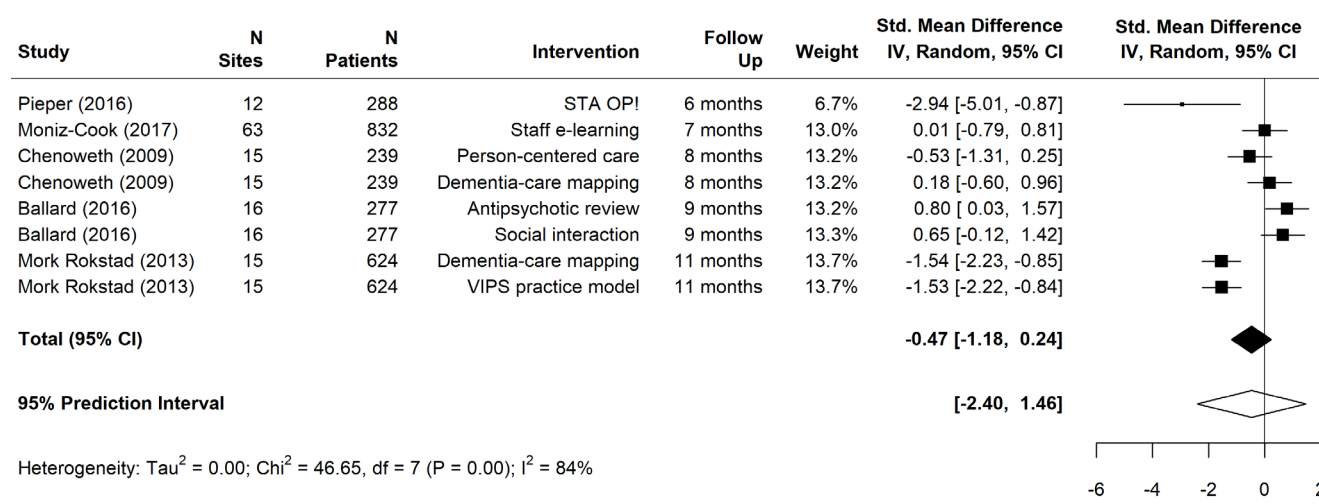 Study N Sites N Patients Intervention Follow Up Weight Std. Mean Difference IV, Random, 95% CI Std. Mean Difference IV, Random, 95% CI
Pieper (2016) 12 288 STA OP! 6 months 6.7% -2.94 [-5.01, -0.87]
Moniz-Cook (2017) 63 832 Staff e-learning 7 months 13.0% 0.01 [-0.79, 0.81]
Chenoweth (2009) 15 239 Person-centered care 8 months 13.2% -0.53 [-1.31, 0.25]
Chenoweth (2009) 15 239 Dementia-care mapping 8 months 13.2% 0.18 [-0.60, 0.96]
Ballard (2016) 16 277 Antipsychotic review 9 months 13.2% 0.80 [ 0.03, 1.57]
Ballard (2016) 16 277 Social interaction 9 months 13.3% 0.65 [-0.12, 1.42]
Mork Rokstad (2013) 15 624 Dementia-care mapping 11 months 13.7% -1.54 [-2.23, -0.85]
Mork Rokstad (2013) 15 624 VIPS practice model 11 months 13.7% -1.53 [-2.22, -0.84]
Total (95% CI) -0.47 [-1.18, 0.24]
95% Prediction Interval [-2.40, 1.46]
Heterogeneity: Tau² = 0.00; Chi² = 46.65, df = 7 (P = 0.00); I² = 84%
-6 -4 -2 0 2